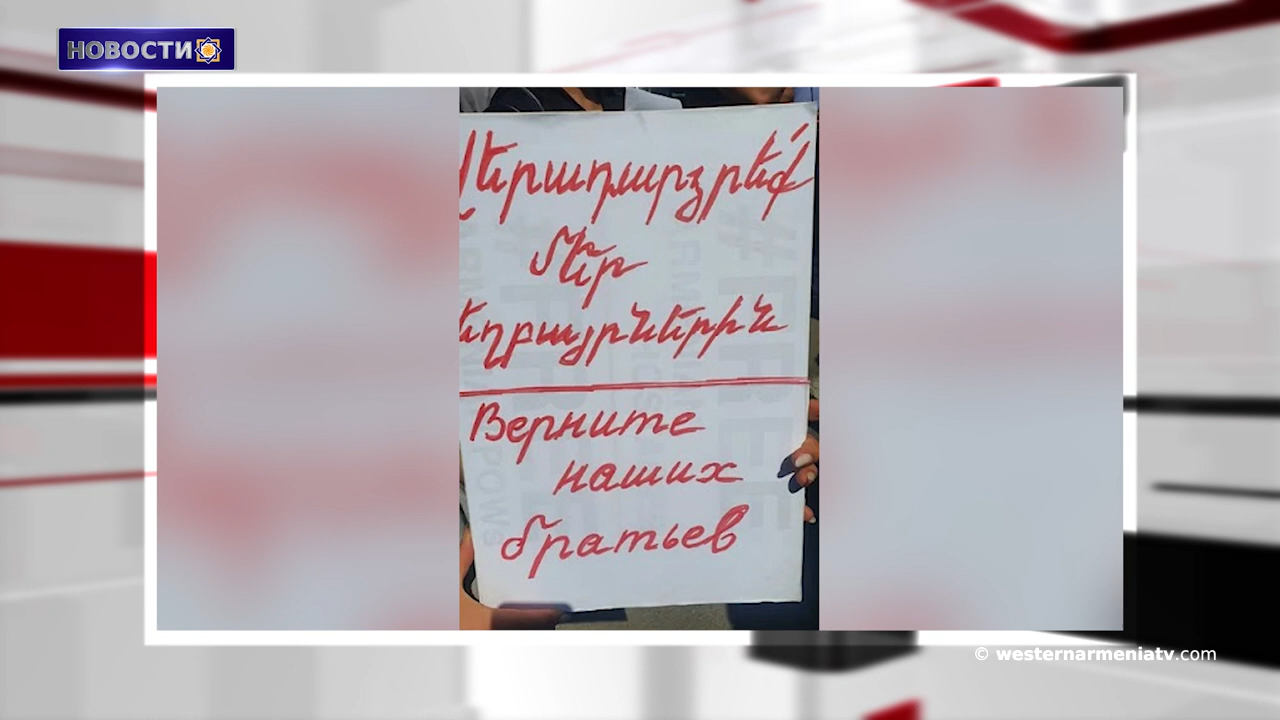 НОВОСТИ
Վերադարձրե՛ք
մեր
եղբայրներին
Верните
наших
братьев
© westernarmeniatv.com